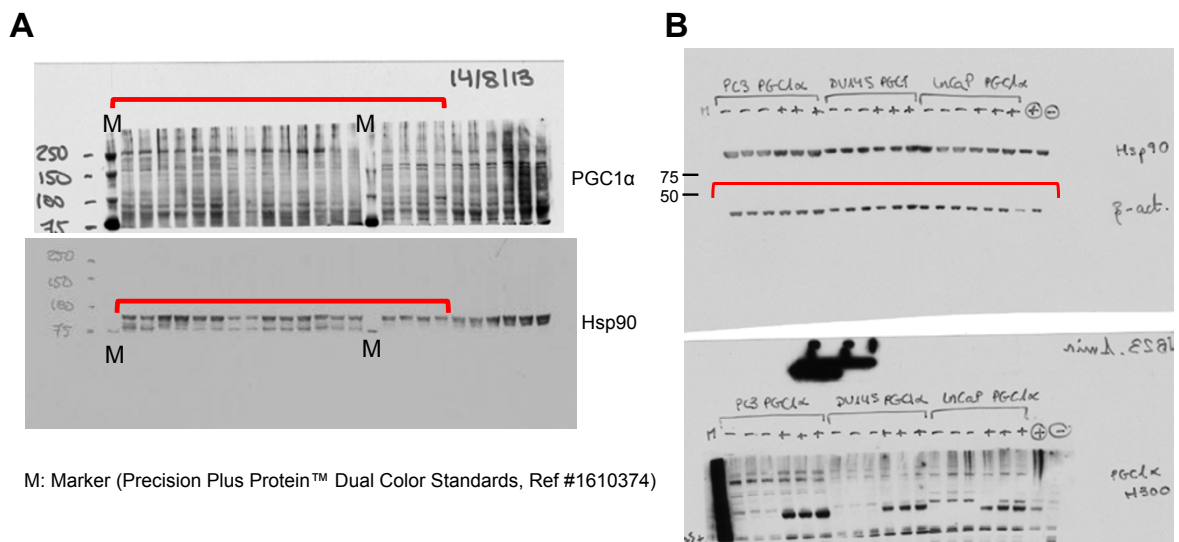 A
14/8/13
M M
250 -
150 -
100 -
75 -
PGC1α
250 -
150 -
100 -
75 -
Hsp90
M
M
M: Marker (Precision Plus Protein™ Dual Color Standards, Ref #1610374)
B
PC3 PGC1α DU145 PGC1 LnCaP PGC1α
M - - - + + + - - - + + + - - - + + + + -
Hsp90
75
50
β-act.
1min
PC3 PGC1α DU145 PGC1α LnCaP PGC1α
M - - - + + + - - - + + + - - - + + + + -
PGC1α
H300